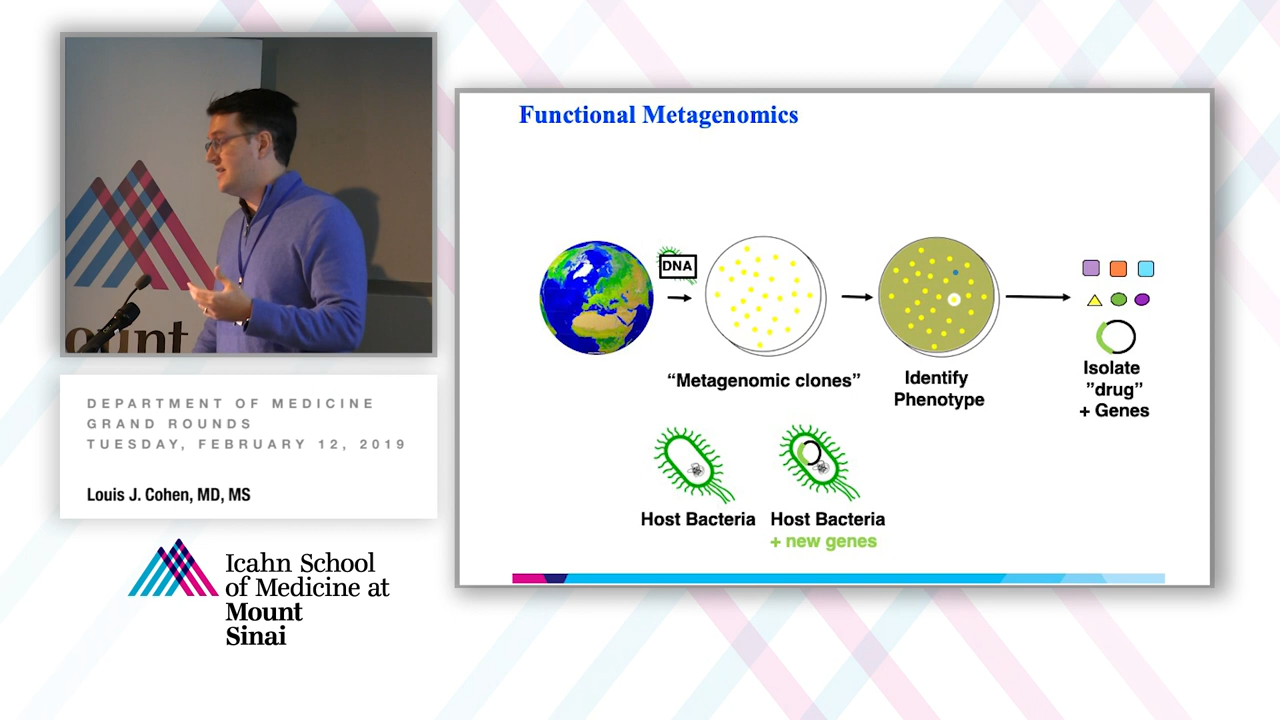 ount
DEPARTMENT OF MEDICINE
GRAND ROUNDS
TUESDAY, FEBRUARY 12, 2019
Louis J. Cohen, MD, MS
Icahn School
of Medicine at
Mount
Sinai
Functional Metagenomics
DNA
“Metagenomic clones”
Identify
Phenotype
Isolate
”drug”
+ Genes
Host Bacteria
Host Bacteria
+ new genes